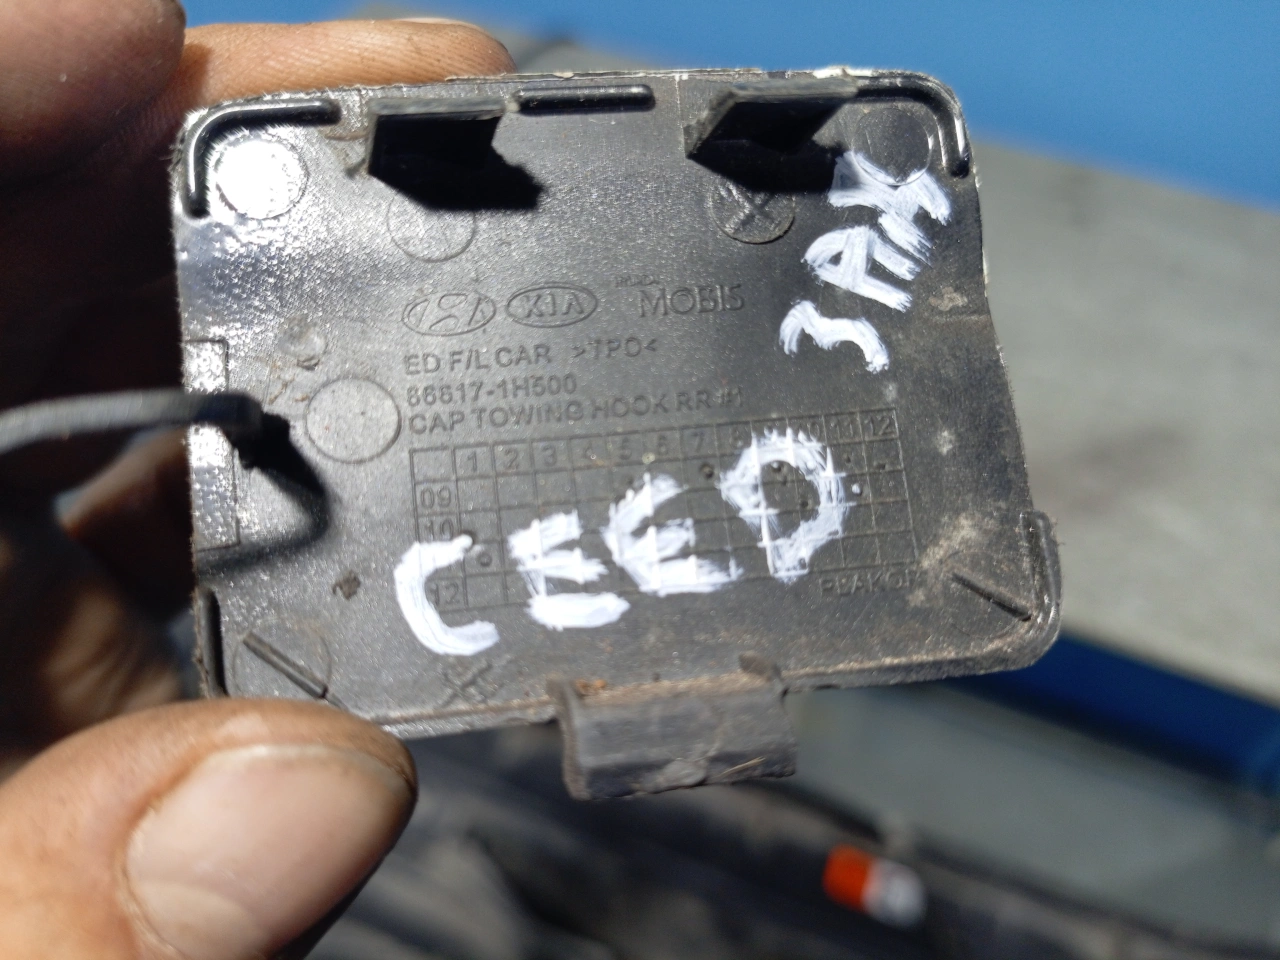 KIA MOBIS
ED F/L CAR >TPO<
86617-1H500
CAP TOWING HOOK RR #1
1 2 3 4 5 6 7 8 9 10 11 12
09
10
12
CEED
ЗАД